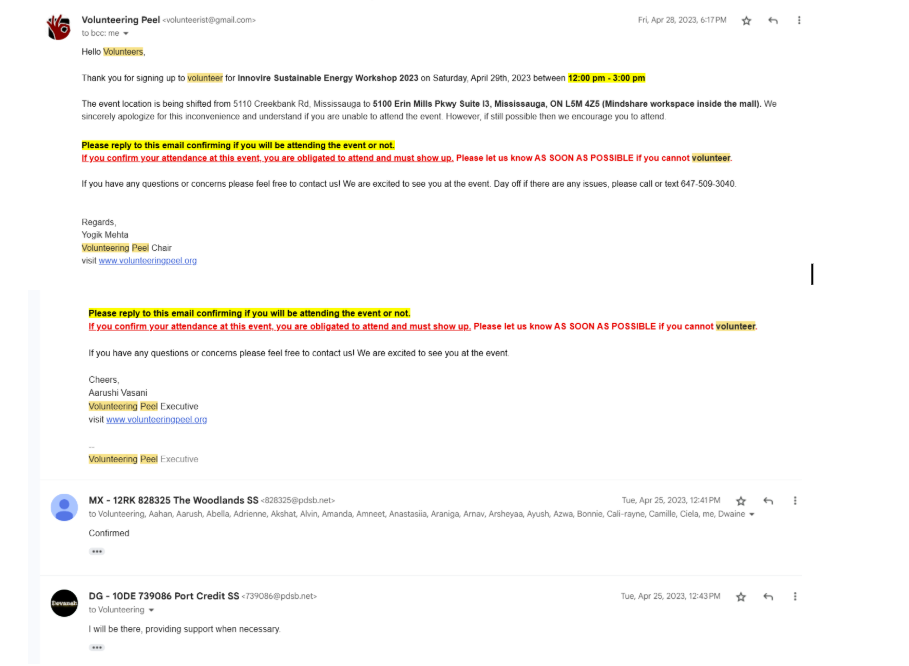 Volunteering Peel <volunteerist@gmail.com>
Fri, Apr 28, 2023, 6:17 PM
to bcc: me
Hello Volunteers,
Thank you for signing up to volunteer for Innovire Sustainable Energy Workshop 2023 on Saturday, April 29th, 2023 between 12:00 pm - 3:00 pm
The event location is being shifted from 5110 Creekbank Rd, Mississauga to 5100 Erin Mills Pkwy Suite I3, Mississauga, ON L5M 4Z5 (Mindshare workspace inside the mall). We
sincerely apologize for this inconvenience and understand if you are unable to attend the event. However, if still possible then we encourage you to attend.
Please reply to this email confirming if you will be attending the event or not.
If you confirm your attendance at this event, you are obligated to attend and must show up. Please let us know AS SOON AS POSSIBLE if you cannot volunteer.
If you have any questions or concerns please feel free to contact us! We are excited to see you at the event. Day off if there are any issues, please call or text 647-509-3040.
Regards,
Yogik Mehta
Volunteering Peel Chair
visit www.volunteeringpeel.org
Please reply to this email confirming if you will be attending the event or not.
If you confirm your attendance at this event, you are obligated to attend and must show up. Please let us know AS SOON AS POSSIBLE if you cannot volunteer.
If you have any questions or concerns please feel free to contact us! We are excited to see you at the event.
Cheers,
Aarushi Vasani
Volunteering Peel Executive
visit www.volunteeringpeel.org
--
Volunteering Peel Executive
MX - 12RK 828325 The Woodlands SS <828325@pdsb.net>
Tue, Apr 25, 2023, 12:41 PM
to Volunteering, Aahan, Aarush, Abella, Adrienne, Akshat, Alvin, Amanda, Amneet, Anastasiia, Araniga, Arnav, Arsheyaa, Ayush, Azwa, Bonnie, Cali-rayne, Camille, Ciela, me, Dwaine
Confirmed
Devansh
DG - 10DE 739086 Port Credit SS <739086@pdsb.net>
Tue, Apr 25, 2023, 12:43 PM
to Volunteering
I will be there, providing support when necessary.